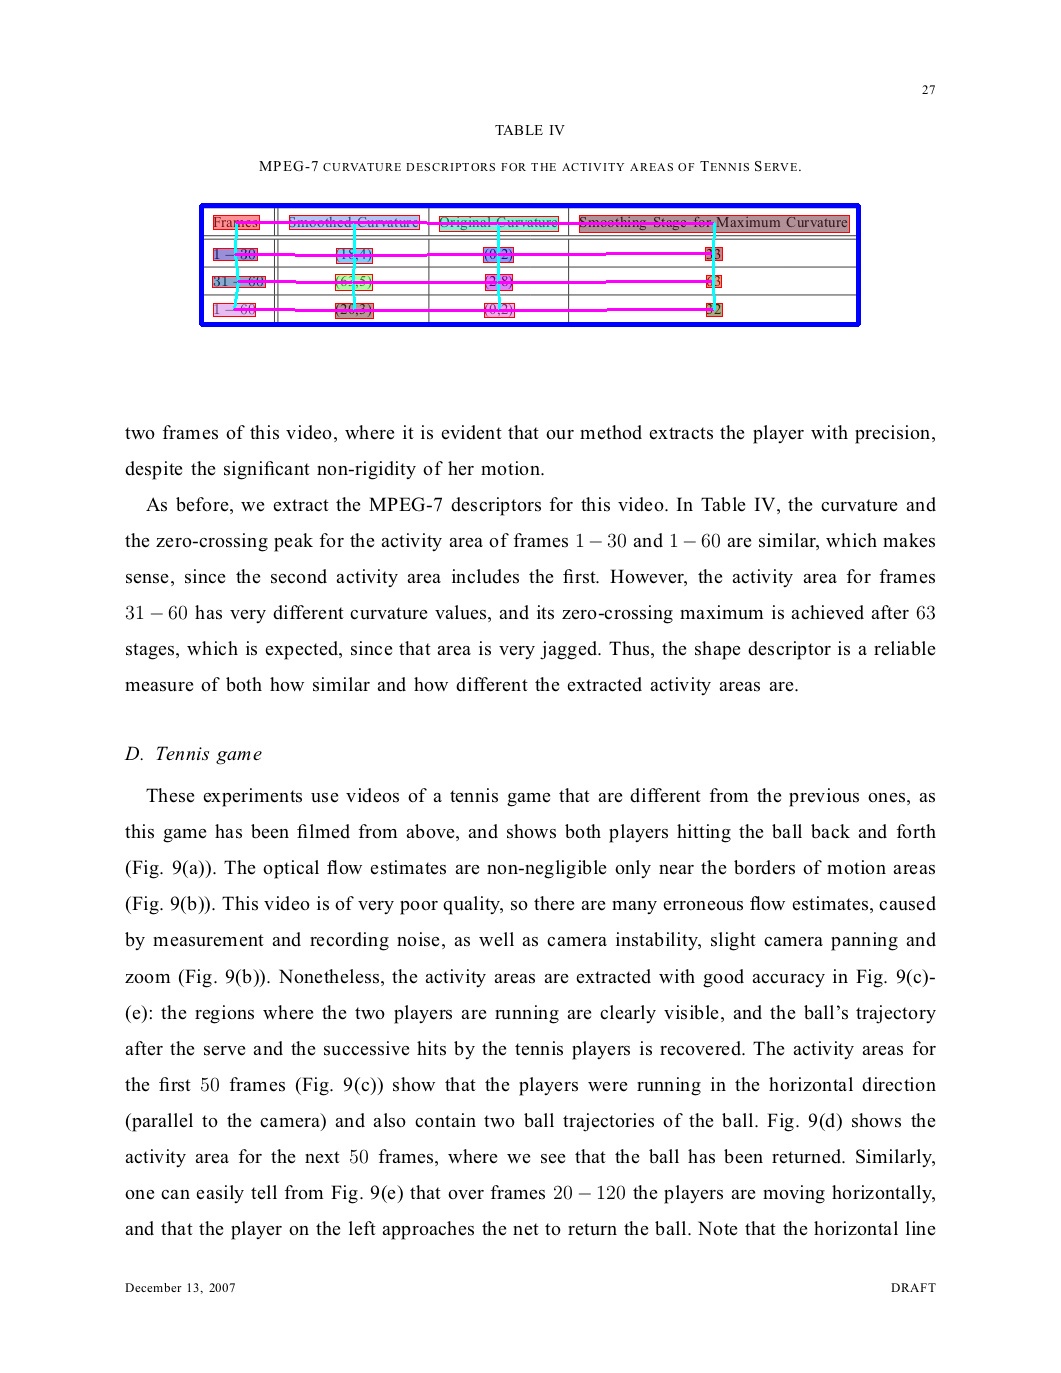 27
TABLE IV
MPEG-7 CURVATURE DESCRIPTORS FOR THE ACTIVITY AREAS OF TENNIS SERVE.
Frames Smoothed Curvature Original Curvature Smoothing Stage for Maximum Curvature
1 − 30 33
31 − 60 63
1 − 60 32
two frames of this video, where it is evident that our method extracts the player with precision,
despite the significant non-rigidity of her motion.
As before, we extract the MPEG-7 descriptors for this video. In Table IV, the curvature and
the zero-crossing peak for the activity area of frames 1 − 30 and 1 − 60 are similar, which makes
sense, since the second activity area includes the first. However, the activity area for frames
31 − 60 has very different curvature values, and its zero-crossing maximum is achieved after 63
stages, which is expected, since that area is very jagged. Thus, the shape descriptor is a reliable
measure of both how similar and how different the extracted activity areas are.
D. Tennis game
These experiments use videos of a tennis game that are different from the previous ones, as
this game has been filmed from above, and shows both players hitting the ball back and forth
(Fig. 9(a)). The optical flow estimates are non-negligible only near the borders of motion areas
(Fig. 9(b)). This video is of very poor quality, so there are many erroneous flow estimates, caused
by measurement and recording noise, as well as camera instability, slight camera panning and
zoom (Fig. 9(b)). Nonetheless, the activity areas are extracted with good accuracy in Fig. 9(c)-
(e): the regions where the two players are running are clearly visible, and the ball's trajectory
after the serve and the successive hits by the tennis players is recovered. The activity areas for
the first 50 frames (Fig. 9(c)) show that the players were running in the horizontal direction
(parallel to the camera) and also contain two ball trajectories of the ball. Fig. 9(d) shows the
activity area for the next 50 frames, where we see that the ball has been returned. Similarly,
one can easily tell from Fig. 9(e) that over frames 20 − 120 the players are moving horizontally,
and that the player on the left approaches the net to return the ball. Note that the horizontal line
December 13, 2007 DRAFT